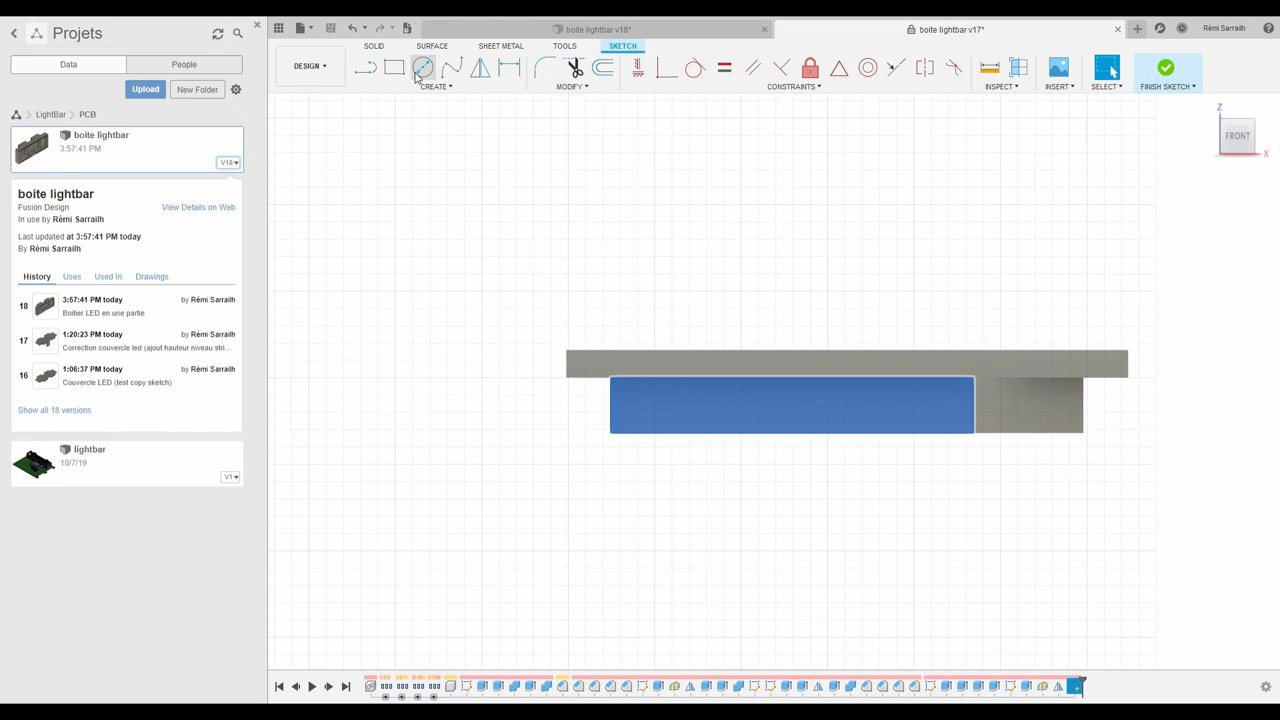 Projets
Data
People
Upload
New Folder
LightBar
PCB
boite lightbar
3:57:41 PM
V18
boite lightbar
Fusion Design
View Details on Web
In use by Rémi Sarrailh
Last updated at 3:57:41 PM today
By Rémi Sarrailh
History
Uses
Used In
Drawings
18
3:57:41 PM today
by Rémi Sarrailh
Boitier LED en une partie
17
1:20:23 PM today
by Rémi Sarrailh
Correction couvercle led (ajout hauteur niveau stri...
16
1:06:37 PM today
by Rémi Sarrailh
Couvercle LED (test copy sketch)
Show all 18 versions
lightbar
10/7/19
V1
boite lightbar v18*
boite lightbar v17*
Rémi Sarrailh
SOLID
SURFACE
SHEET METAL
TOOLS
SKETCH
DESIGN
CREATE
MODIFY
CONSTRAINTS
INSPECT
INSERT
SELECT
FINISH SKETCH
Z
FRONT
X